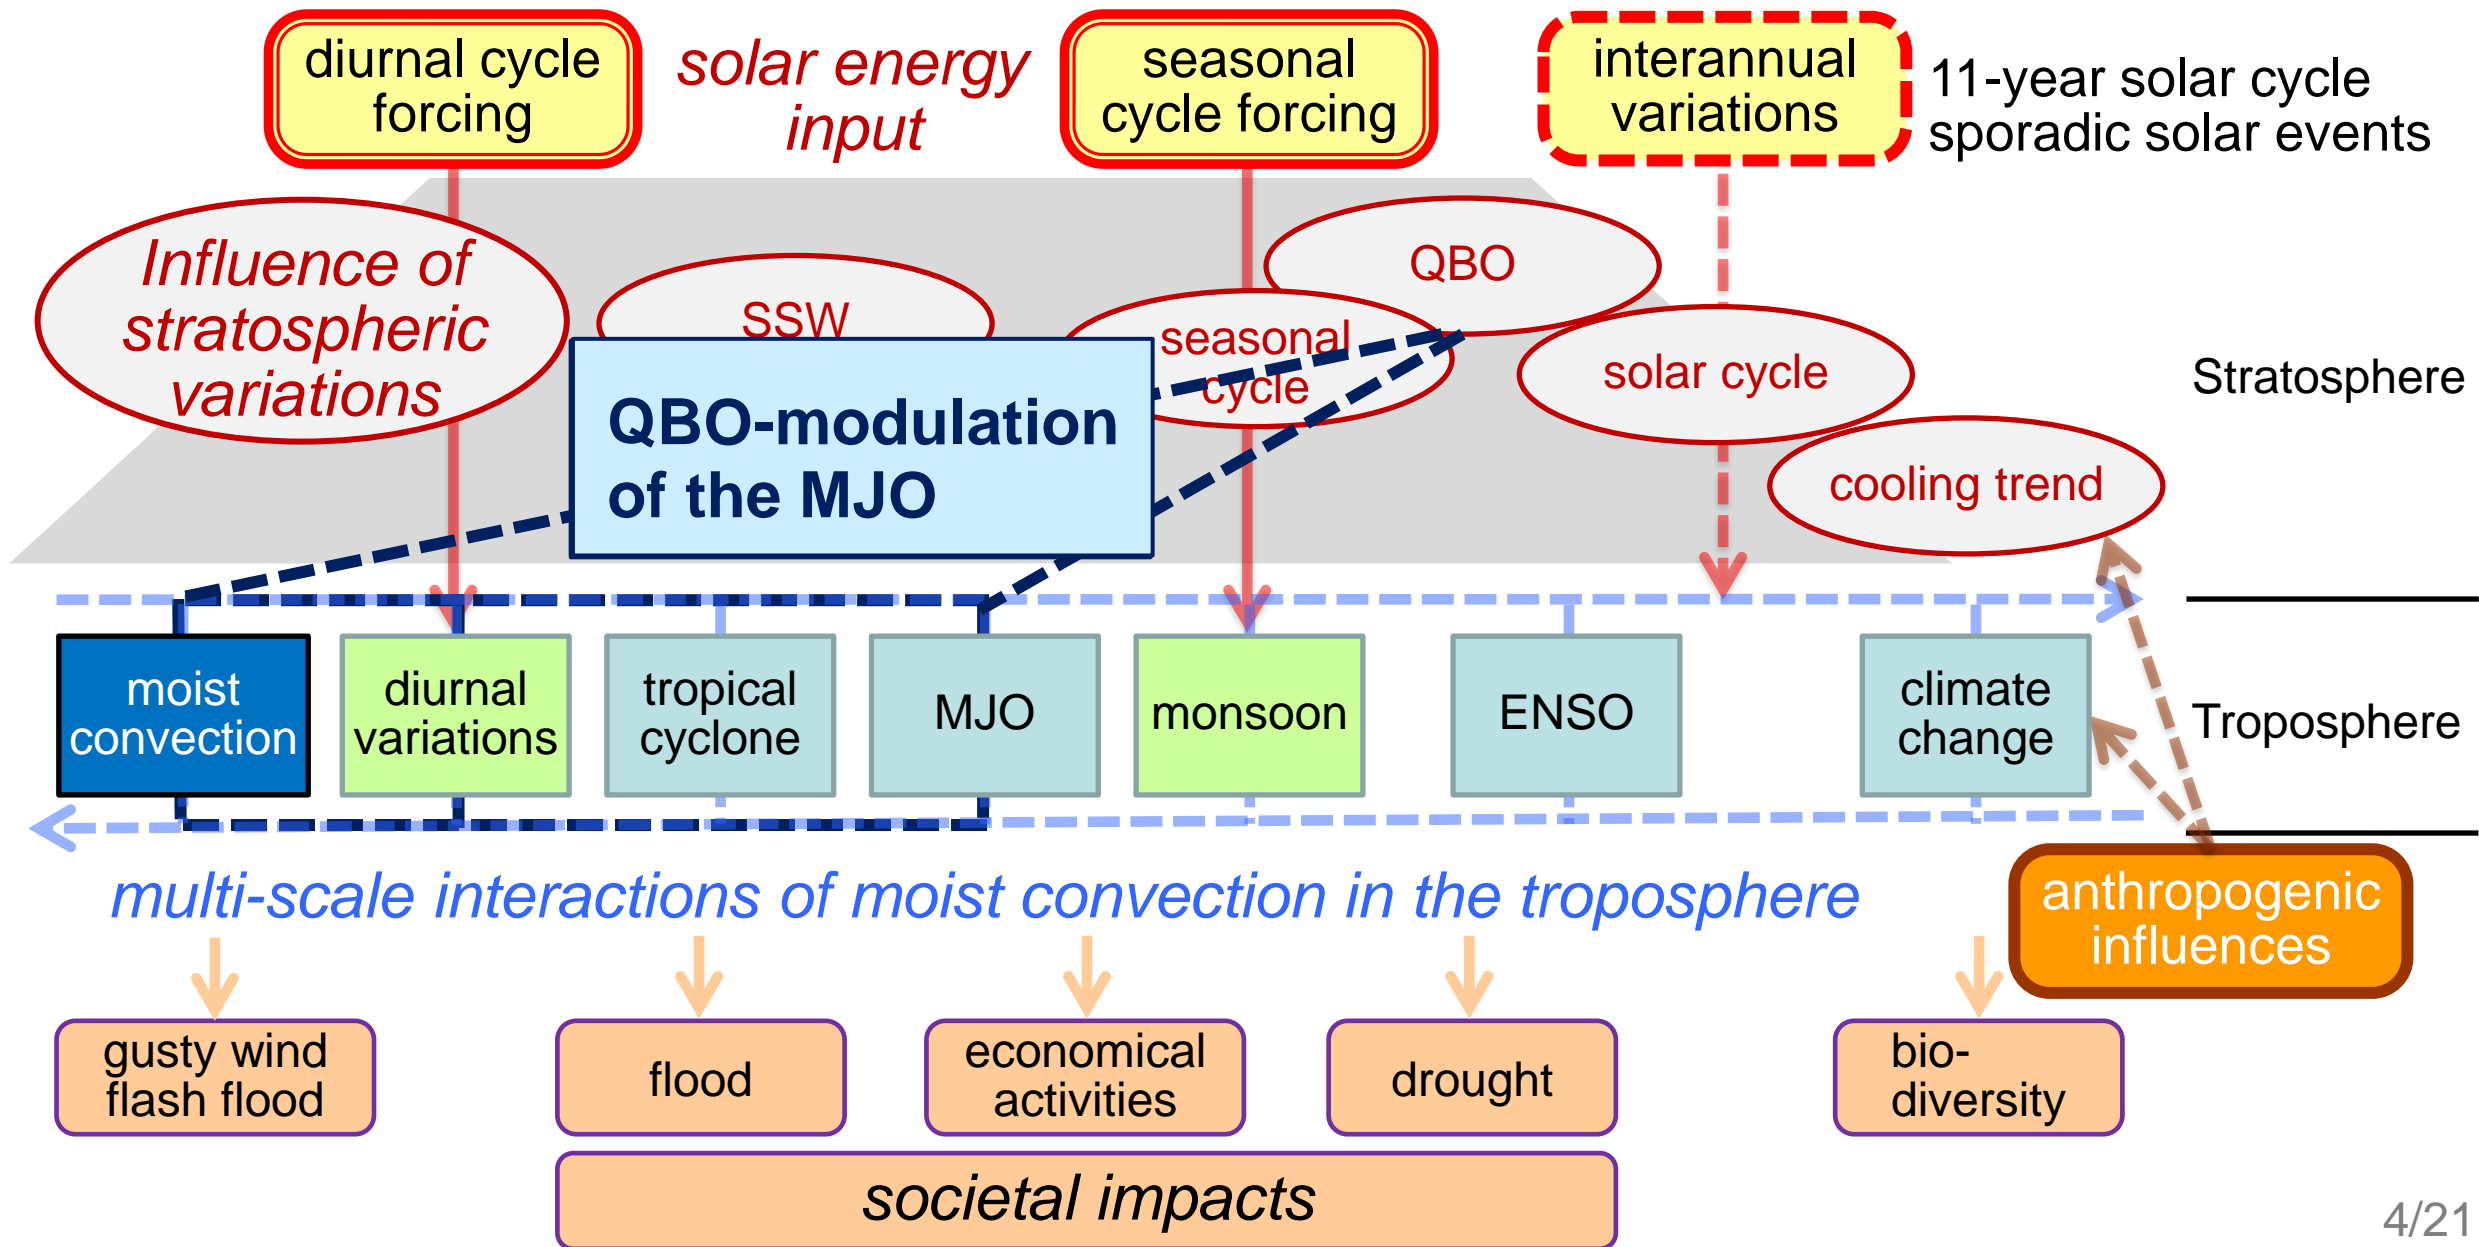 diurnal cycle
forcing
solar energy
input
seasonal
cycle forcing
interannual
variations
11-year solar cycle
sporadic solar events
Influence of
stratospheric
variations
SSW
QBO
seasonal
cycle
solar cycle
cooling trend
Stratosphere
QBO-modulation
of the MJO
moist
convection
diurnal
variations
tropical
cyclone
MJO
monsoon
ENSO
climate
change
Troposphere
multi-scale interactions of moist convection in the troposphere
anthropogenic
influences
gusty wind
flash flood
flood
economical
activities
drought
bio-
diversity
societal impacts
4/21